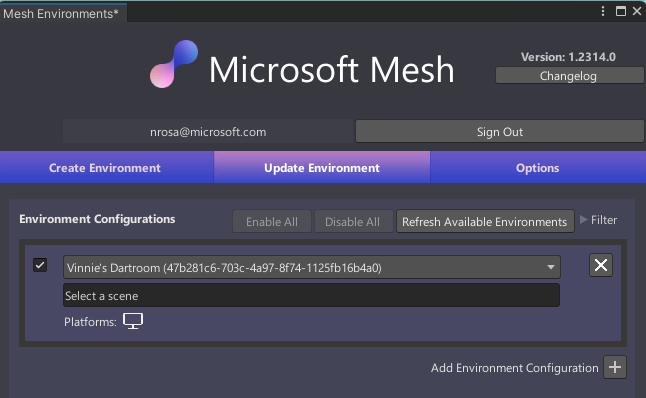 Mesh Environments*
Microsoft Mesh
Version: 1.2314.0
Changelog
nrosa@microsoft.com
Sign Out
Create Environment
Update Environment
Options
Environment Configurations
Enable All
Disable All
Refresh Available Environments
Filter
Vinnie's Dartroom (47b281c6-703c-4a97-8f74-1125fb16b4a0)
Select a scene
Platforms:
Add Environment Configuration